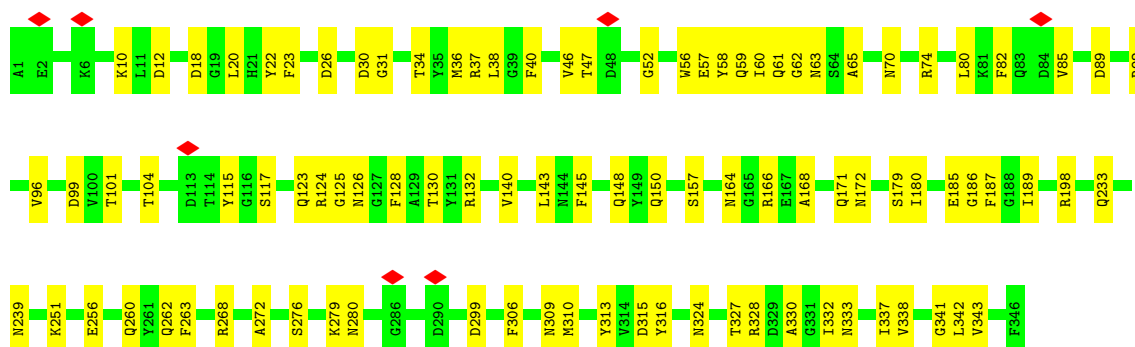 A1 E2 K6 K10 L11 D12 D18 G19 L20 H21 Y22 F23 D26 D30 G31 T34 Y35 M36 R37 L38 G39 F40 V46 T47 D48 G52 W56 E57 Y58 Q59 I60 Q61 G62 N63 S64 A65 N70 R74 L80 K81 F82 Q83 D84 V85 D89
V96 D99 V100 T101 T104 D113 T114 Y115 G116 S117 Q123 R124 G125 N126 G127 F128 A129 T130 Y131 R132 V140 L143 N144 F145 Q148 Y149 Q150 S157 N164 G165 R166 E167 A168 Q171 N172 S179 I180 E185 G186 F187 G188 I189 R198 Q233
N239 K251 E256 Q260 Y261 Q262 F263 R268 A272 S276 K279 N280 G286 D290 D299 F306 N309 M310 Y313 V314 D315 Y316 N324 T327 R328 D329 A330 G331 I332 N333 I337 V338 G341 L342 V343 F346